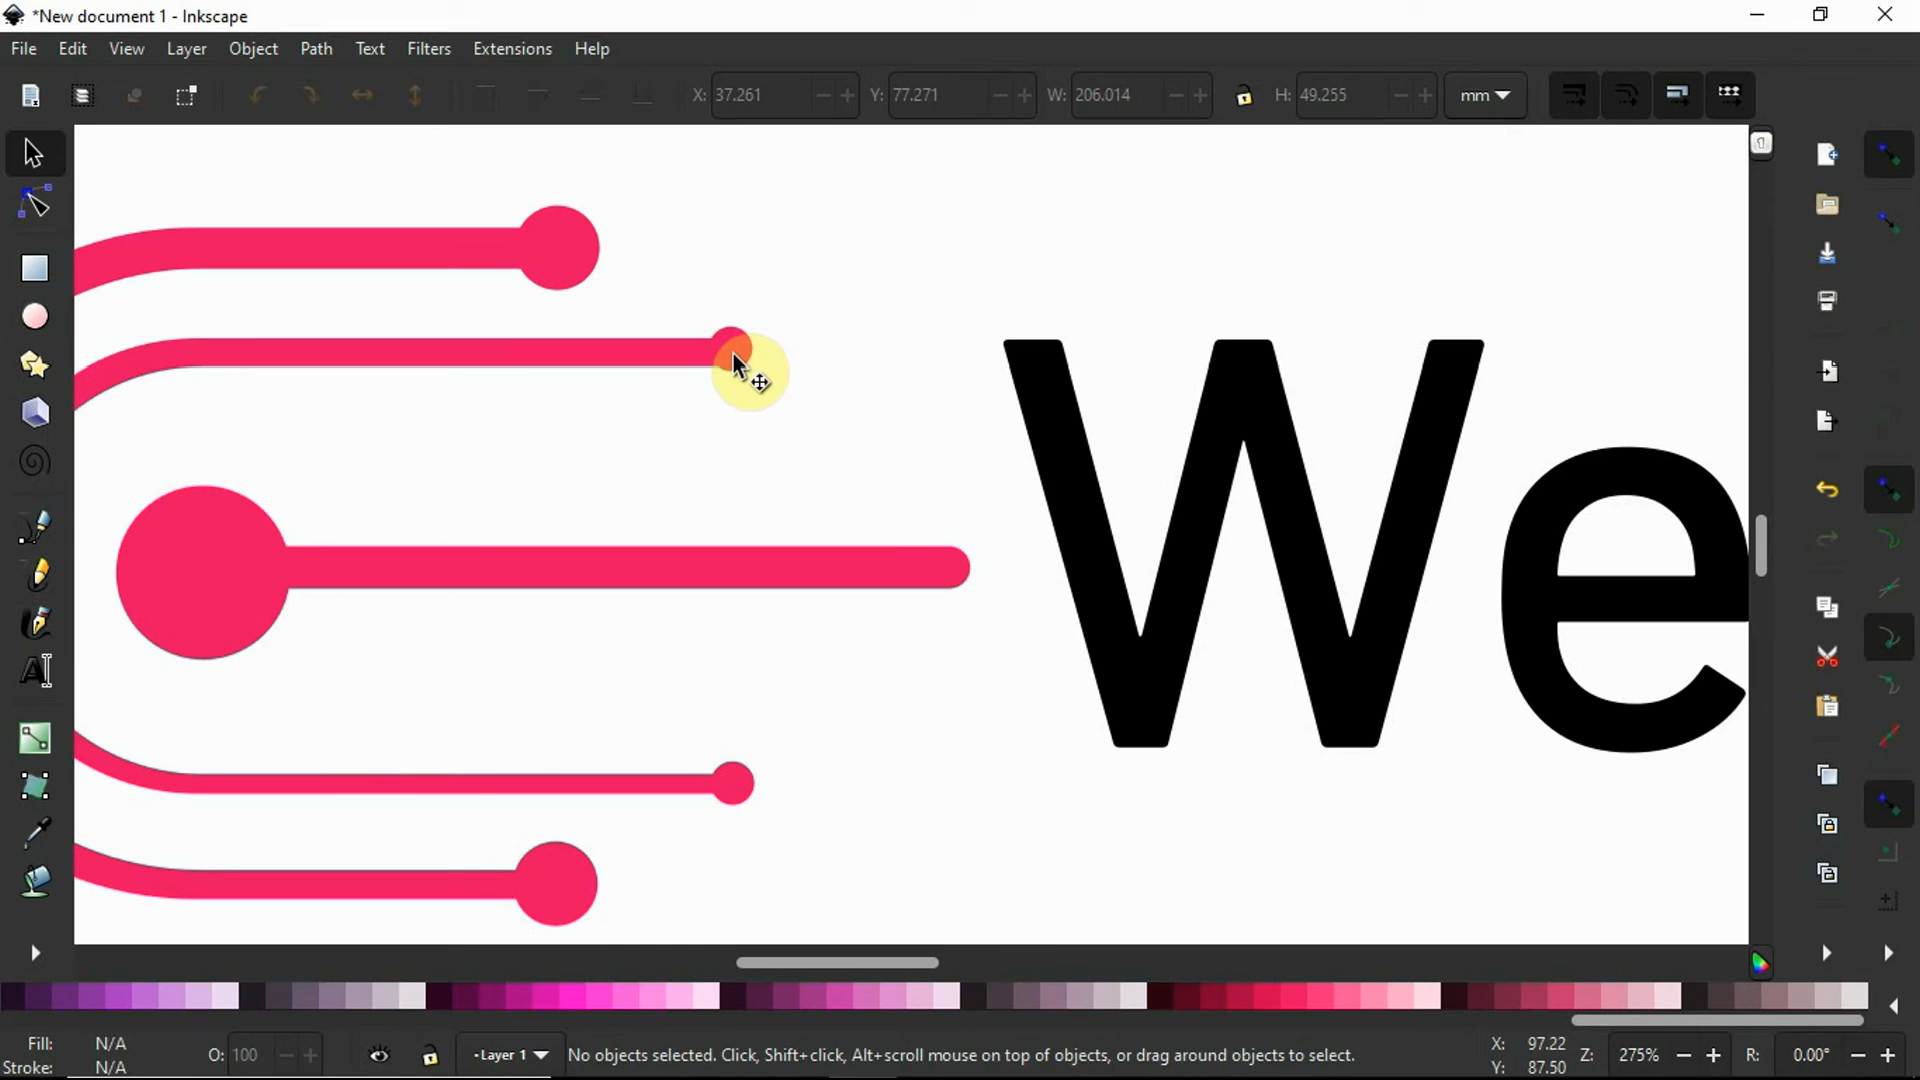 *New document 1 - Inkscape
File Edit View Layer Object Path Text Filters Extensions Help
X: 37.261 Y: 77.271 W: 206.014 H: 49.255 mm
We
Fill: N/A O: 100 •Layer 1 No objects selected. Click, Shift+click, Alt+scroll mouse on top of objects, or drag around objects to select. X: 97.22 Z: 275% R: 0.00°
Stroke: N/A Y: 87.50